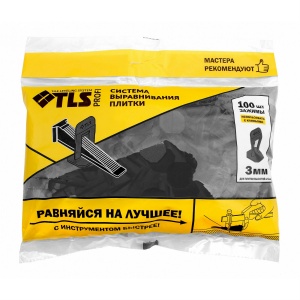 МАСТЕРА
РЕКОМЕНДУЮТ
TLS
PROFI
СИСТЕМА
ВЫРАВНИВАНИЯ
ПЛИТКИ
100 шт
ЗАЖИМЫ
3 мм
РАВНЯЙСЯ НА ЛУЧШЕЕ!
С ИНСТРУМЕНТОМ БЫСТРЕЕ!